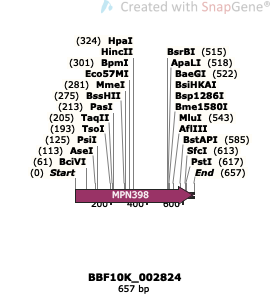 Created with SnapGene®
(324) HpaI
HincII
(301) BpmI
Eco57MI
(281) MmeI
(275) BssHII
(213) PasI
(205) TaqII
(193) TsoI
(125) PsiI
(113) AseI
(61) BciVI
(0) Start
BsrBI (515)
ApaLI (518)
BaeGI (522)
BsiHKAI
Bsp1286I
Bme1580I
MluI (543)
AflIII
BstAPI (585)
SfcI (613)
PstI (617)
End (657)
MPN398
200 400 600
BBF10K_002824
657 bp